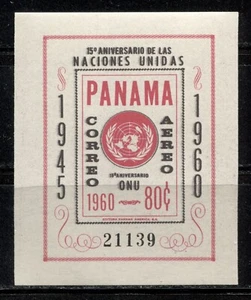 15º ANIVERSARIO DE LAS
NACIONES UNIDAS
1945
PANAMA
CORREO
AEREO
15º ANIVERSARIO
ONU
1960 80¢
1960
21139